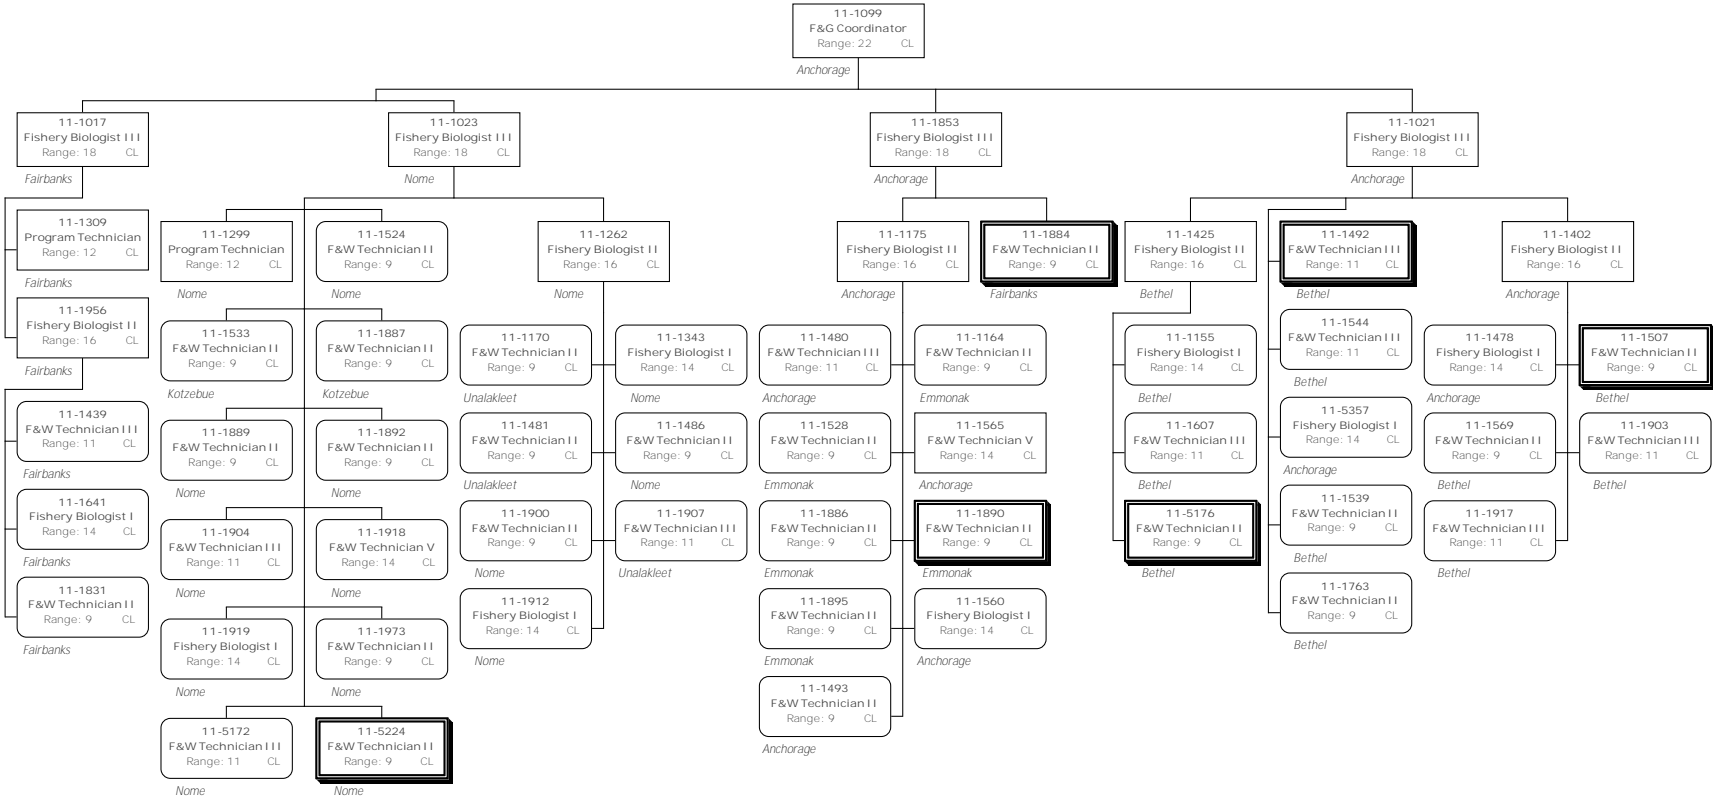 11-1099
F&G Coordinator
Range: 22 CL
Anchorage
11-1017
Fishery Biologist III
Range: 18 CL
Fairbanks
11-1023
Fishery Biologist III
Range: 18 CL
Nome
11-1853
Fishery Biologist III
Range: 18 CL
Anchorage
11-1021
Fishery Biologist III
Range: 18 CL
Anchorage
11-1309
Program Technician
Range: 12 CL
Fairbanks
11-1956
Fishery Biologist II
Range: 16 CL
Fairbanks
11-1439
F&W Technician III
Range: 11 CL
Fairbanks
11-1641
Fishery Biologist I
Range: 14 CL
Fairbanks
11-1831
F&W Technician II
Range: 9 CL
Fairbanks
11-1299
Program Technician
Range: 12 CL
Nome
11-1524
F&W Technician II
Range: 9 CL
Nome
11-1533
F&W Technician II
Range: 9 CL
Kotzebue
11-1887
F&W Technician II
Range: 9 CL
Kotzebue
11-1889
F&W Technician II
Range: 9 CL
Nome
11-1892
F&W Technician II
Range: 9 CL
Nome
11-1904
F&W Technician III
Range: 11 CL
Nome
11-1918
F&W Technician V
Range: 14 CL
Nome
11-1919
Fishery Biologist I
Range: 14 CL
Nome
11-1973
F&W Technician II
Range: 9 CL
Nome
11-5172
F&W Technician III
Range: 11 CL
Nome
11-5224
F&W Technician II
Range: 9 CL
Nome
11-1262
Fishery Biologist II
Range: 16 CL
Nome
11-1170
F&W Technician II
Range: 9 CL
Unalakleet
11-1343
Fishery Biologist I
Range: 14 CL
Nome
11-1481
F&W Technician II
Range: 9 CL
Unalakleet
11-1486
F&W Technician II
Range: 9 CL
Nome
11-1900
F&W Technician II
Range: 9 CL
Nome
11-1907
F&W Technician III
Range: 11 CL
Unalakleet
11-1912
Fishery Biologist I
Range: 14 CL
Nome
11-1175
Fishery Biologist II
Range: 16 CL
Anchorage
11-1884
F&W Technician II
Range: 9 CL
Fairbanks
11-1480
F&W Technician III
Range: 11 CL
Anchorage
11-1164
F&W Technician II
Range: 9 CL
Emmonak
11-1528
F&W Technician II
Range: 9 CL
Emmonak
11-1565
F&W Technician V
Range: 14 CL
Anchorage
11-1886
F&W Technician II
Range: 9 CL
Emmonak
11-1890
F&W Technician II
Range: 9 CL
Emmonak
11-1895
F&W Technician II
Range: 9 CL
Emmonak
11-1560
Fishery Biologist I
Range: 14 CL
Anchorage
11-1493
F&W Technician II
Range: 9 CL
Anchorage
11-1425
Fishery Biologist II
Range: 16 CL
Bethel
11-1155
Fishery Biologist I
Range: 14 CL
Bethel
11-1607
F&W Technician III
Range: 11 CL
Bethel
11-5176
F&W Technician II
Range: 9 CL
Bethel
11-1492
F&W Technician III
Range: 11 CL
Bethel
11-1544
F&W Technician III
Range: 11 CL
Bethel
11-5357
Fishery Biologist I
Range: 14 CL
Anchorage
11-1539
F&W Technician II
Range: 9 CL
Bethel
11-1763
F&W Technician II
Range: 9 CL
Bethel
11-1402
Fishery Biologist II
Range: 16 CL
Anchorage
11-1478
Fishery Biologist I
Range: 14 CL
Anchorage
11-1507
F&W Technician II
Range: 9 CL
Bethel
11-1569
F&W Technician II
Range: 9 CL
Bethel
11-1903
F&W Technician III
Range: 11 CL
Bethel
11-1917
F&W Technician III
Range: 11 CL
Bethel